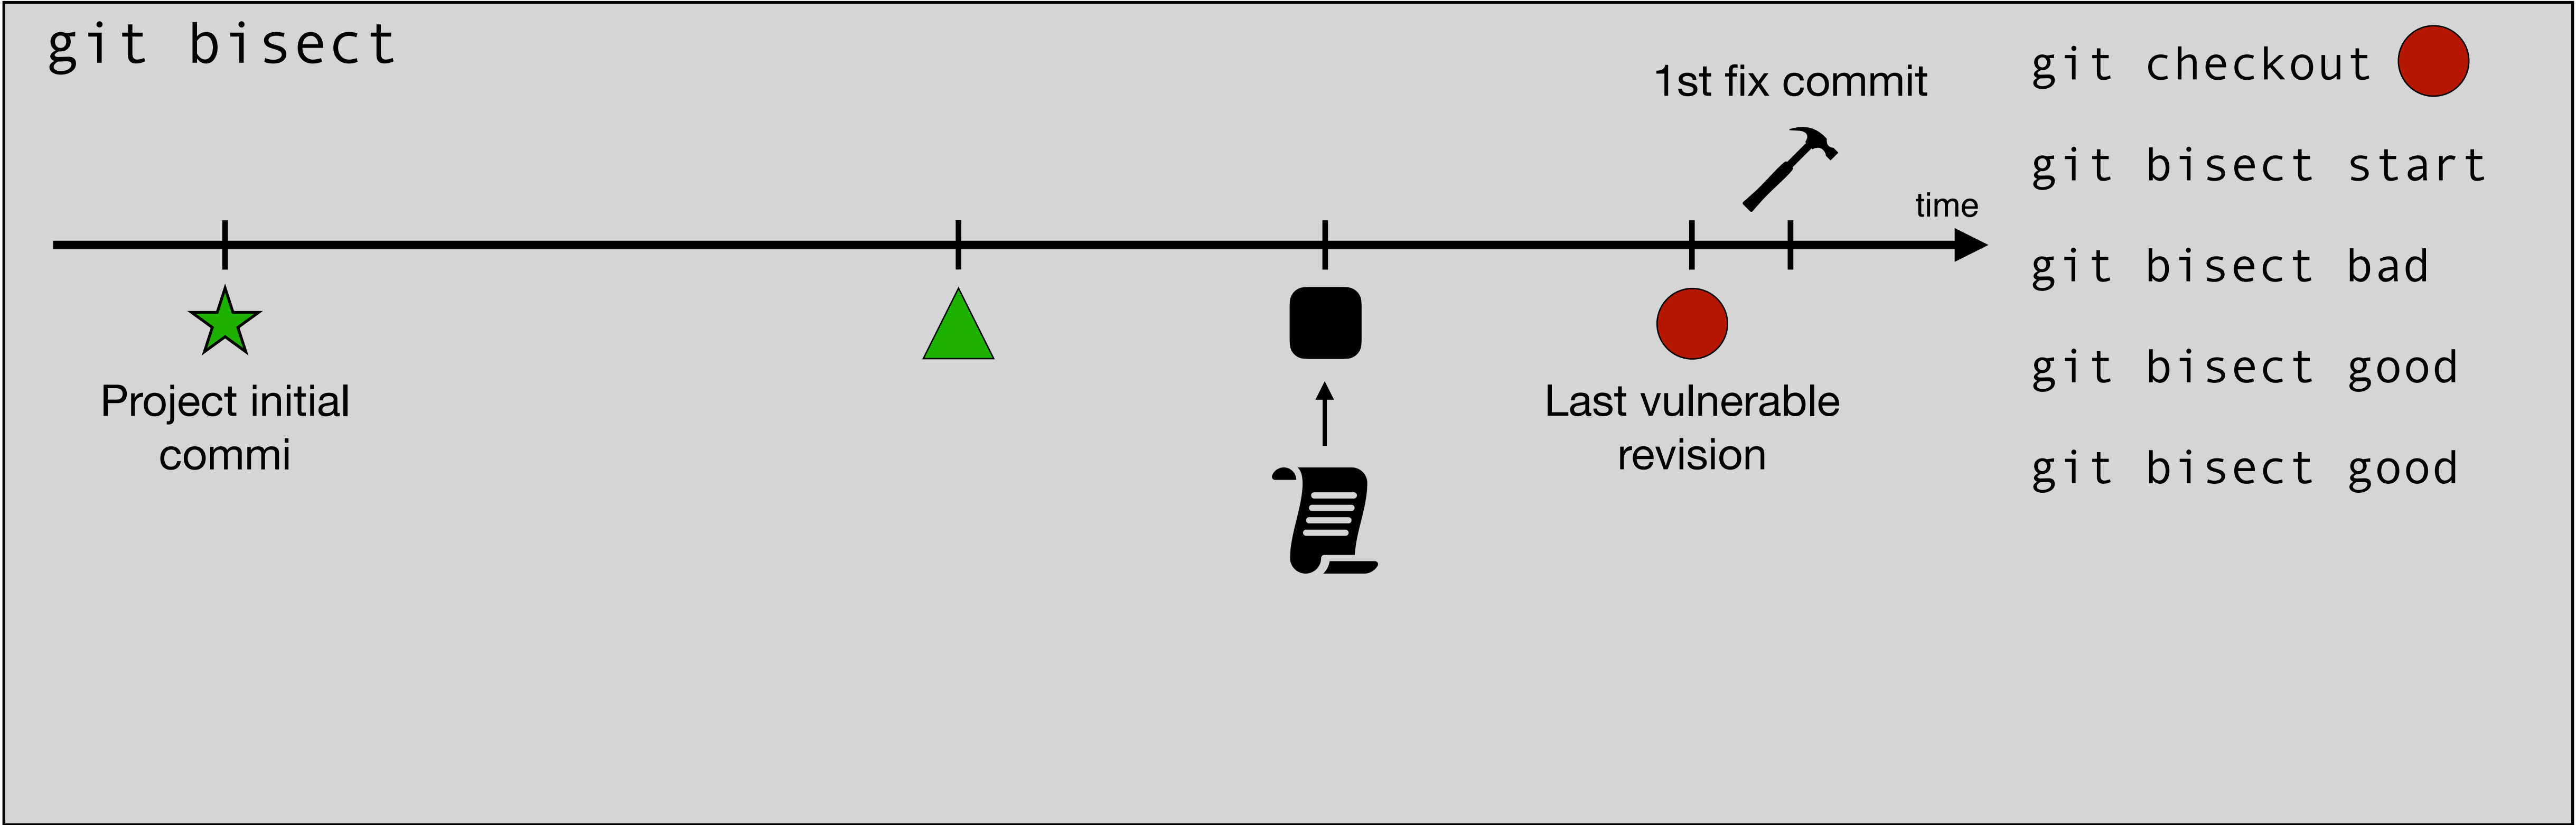 git bisect
1st fix commit
time
Project initial
commi
Last vulnerable
revision
git checkout
git bisect start
git bisect bad
git bisect good
git bisect good